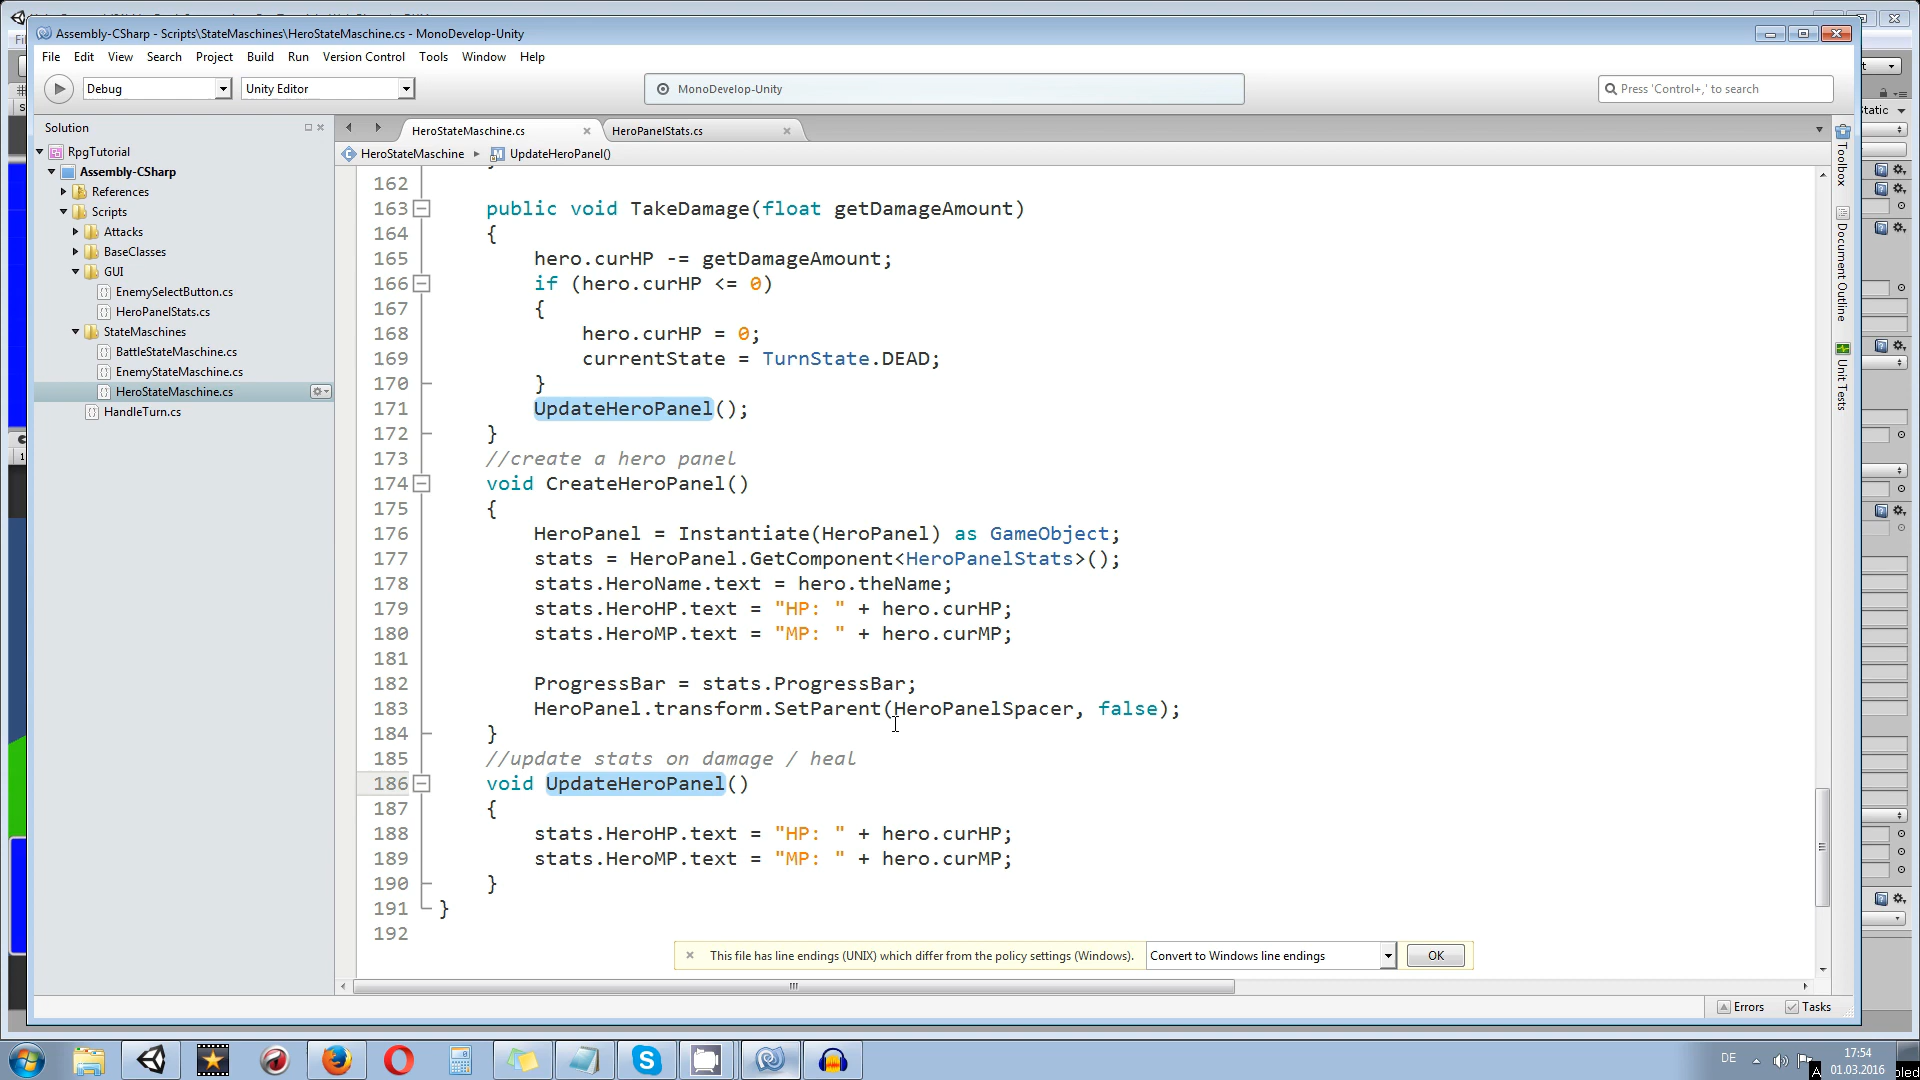 Assembly-CSharp - Scripts\StateMaschines\HeroStateMaschine.cs - MonoDevelop-Unity
File Edit View Search Project Build Run Version Control Tools Window Help
Debug Unity Editor MonoDevelop-Unity Press 'Control+,' to search
Solution
HeroStateMaschine.cs HeroPanelStats.cs
HeroStateMaschine UpdateHeroPanel()
RpgTutorial
Assembly-CSharp
References
Scripts
Attacks
BaseClasses
GUI
EnemySelectButton.cs
HeroPanelStats.cs
StateMaschines
BattleStateMaschine.cs
EnemyStateMaschine.cs
HeroStateMaschine.cs
HandleTurn.cs
162
163 public void TakeDamage(float getDamageAmount)
164 {
165 hero.curHP -= getDamageAmount;
166 if (hero.curHP <= 0)
167 {
168 hero.curHP = 0;
169 currentState = TurnState.DEAD;
170 }
171 UpdateHeroPanel();
172 }
173 //create a hero panel
174 void CreateHeroPanel()
175 {
176 HeroPanel = Instantiate(HeroPanel) as GameObject;
177 stats = HeroPanel.GetComponent<HeroPanelStats>();
178 stats.HeroName.text = hero.theName;
179 stats.HeroHP.text = "HP: " + hero.curHP;
180 stats.HeroMP.text = "MP: " + hero.curMP;
181
182 ProgressBar = stats.ProgressBar;
183 HeroPanel.transform.SetParent(HeroPanelSpacer, false);
184 }
185 //update stats on damage / heal
186 void UpdateHeroPanel()
187 {
188 stats.HeroHP.text = "HP: " + hero.curHP;
189 stats.HeroMP.text = "MP: " + hero.curMP;
190 }
191 }
192
This file has line endings (UNIX) which differ from the policy settings (Windows). Convert to Windows line endings OK
Toolbox
Document Outline
Unit Tests
Errors Tasks
DE 17:54
01.03.2016